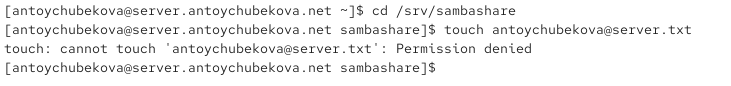 [antoychubekova@server.antoychubekova.net ~]$ cd /srv/sambashare
[antoychubekova@server.antoychubekova.net sambashare]$ touch antoychubekova@server.txt
touch: cannot touch 'antoychubekova@server.txt': Permission denied
[antoychubekova@server.antoychubekova.net sambashare]$